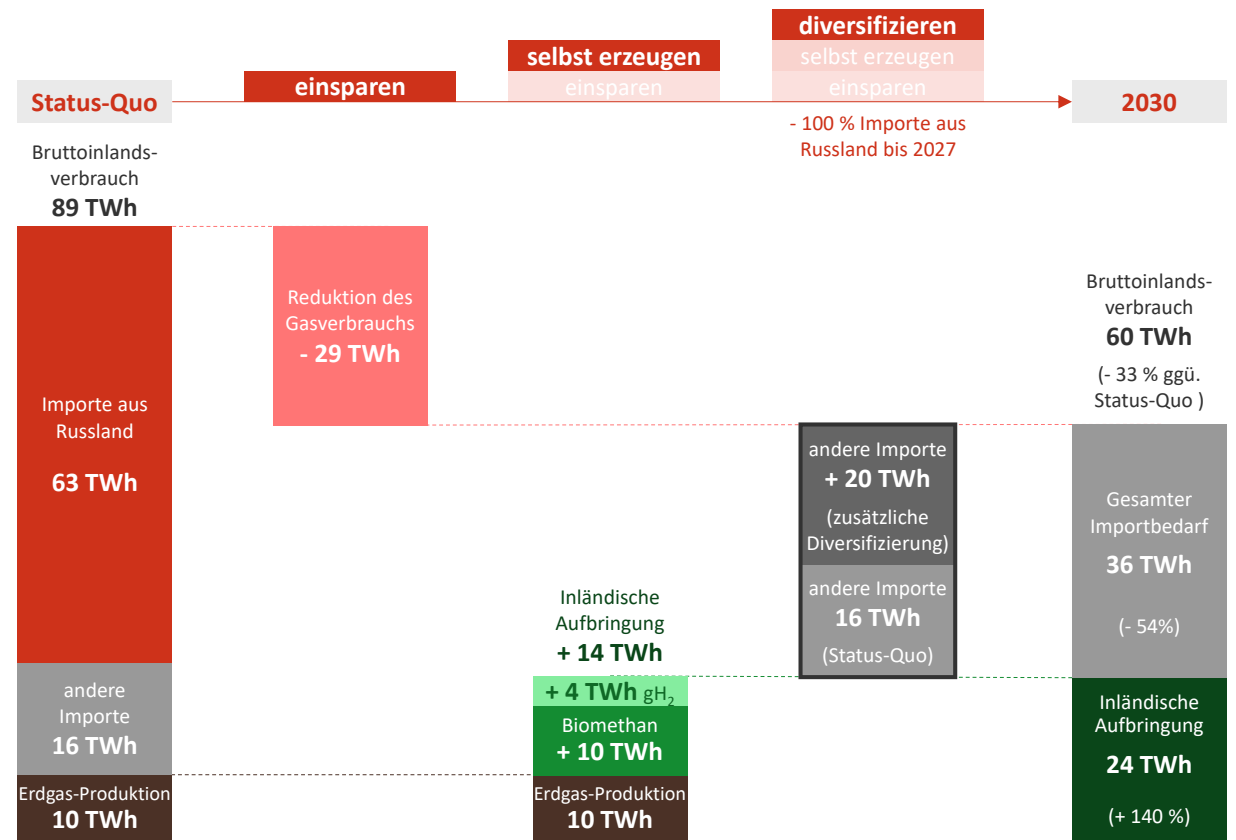 Status-Quo
einsparen
selbst erzeugen
einsparen
diversifizieren
selbst erzeugen
einsparen
- 100 % Importe aus
Russland bis 2027
2030
Bruttoinlands-
verbrauch
89 TWh
Importe aus
Russland
63 TWh
andere
Importe
16 TWh
Erdgas-Produktion
10 TWh
Reduktion des
Gasverbrauchs
- 29 TWh
Inländische
Aufbringung
+ 14 TWh
+ 4 TWh gH₂
Biomethan
+ 10 TWh
Erdgas-Produktion
10 TWh
andere Importe
+ 20 TWh
(zusätzliche
Diversifizierung)
andere Importe
16 TWh
(Status-Quo)
Bruttoinlands-
verbrauch
60 TWh
(- 33 % ggü.
Status-Quo )
Gesamter
Importbedarf
36 TWh
(- 54%)
Inländische
Aufbringung
24 TWh
(+ 140 %)